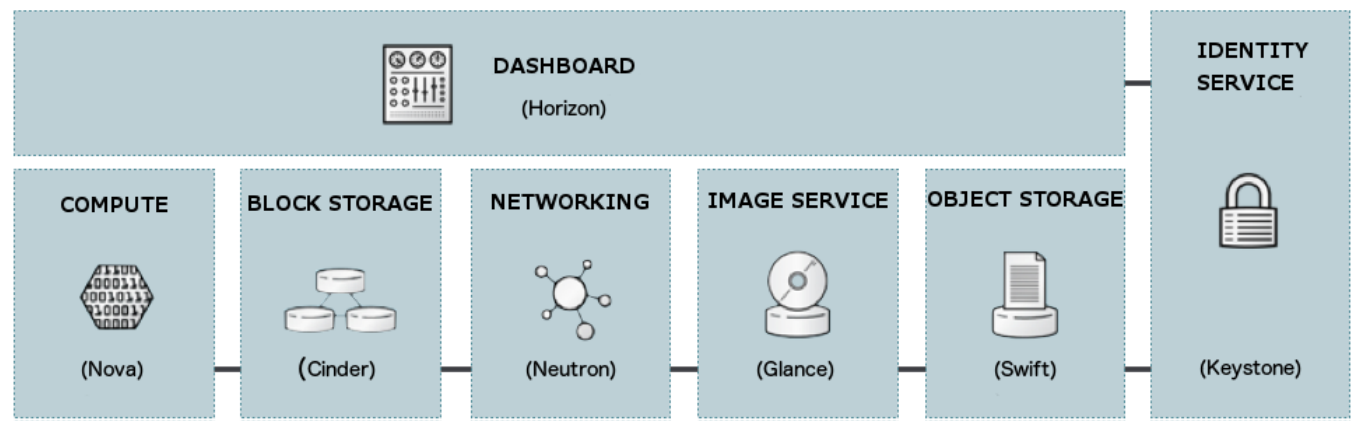 DASHBOARD
(Horizon)
IDENTITY
SERVICE
(Keystone)
COMPUTE
(Nova)
BLOCK STORAGE
(Cinder)
NETWORKING
(Neutron)
IMAGE SERVICE
(Glance)
OBJECT STORAGE
(Swift)